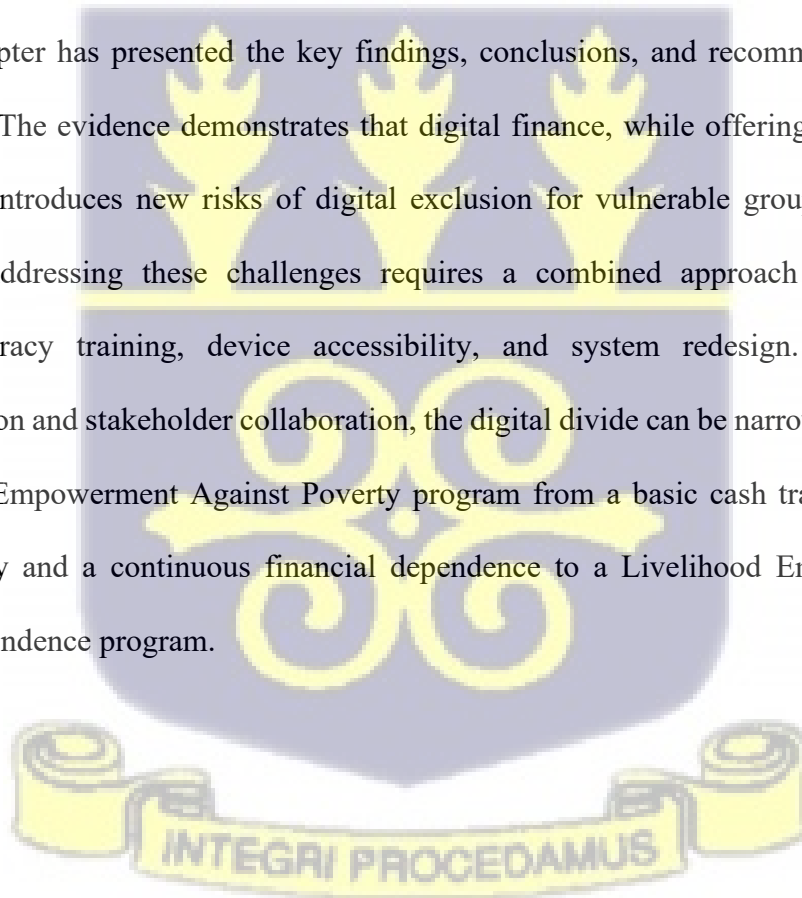 pter has presented the key findings, conclusions, and recomm
The evidence demonstrates that digital finance, while offering
ntroduces new risks of digital exclusion for vulnerable grou
ddressing these challenges requires a combined approach
racy training, device accessibility, and system redesign.
on and stakeholder collaboration, the digital divide can be narro
Empowerment Against Poverty program from a basic cash tra
y and a continuous financial dependence to a Livelihood En
ndence program.
INTEGRI PROCEDAMUS